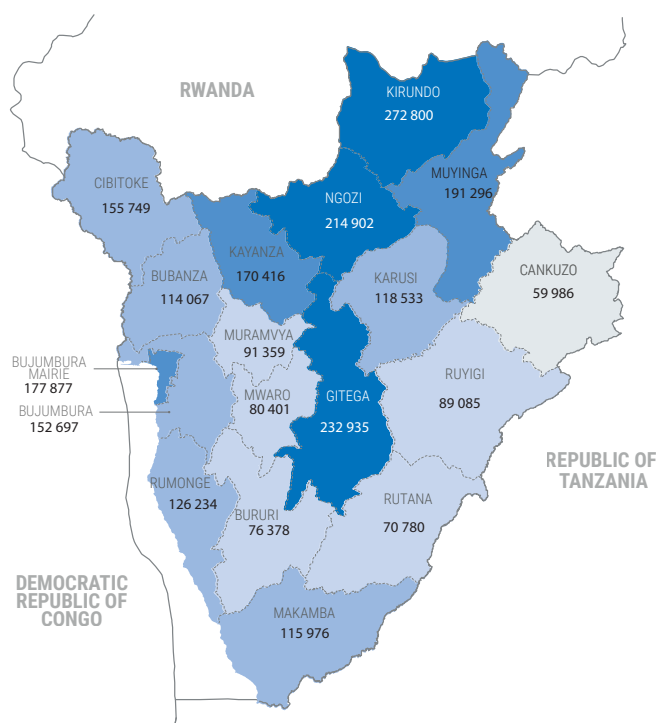 RWANDA
KIRUNDO
272 800
CIBITOKE
155 749
NGOZI
214 902
MUYINGA
191 296
KAYANZA
170 416
BUBANZA
114 067
KARUSI
118 533
CANKUZO
59 986
MURAMVYA
91 359
BUJUMBURA
MAIRIE
177 877
MWARO
80 401
GITEGA
232 935
RUYIGI
89 085
BUJUMBURA
152 697
REPUBLIC OF
TANZANIA
RUMONGE
126 234
BURURI
76 378
RUTANA
70 780
DEMOCRATIC
REPUBLIC OF
CONGO
MAKAMBA
115 976